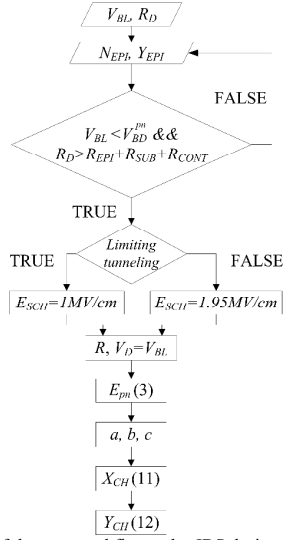 V_BL, R_D
N_EPI, Y_EPI
FALSE
V_BL < V_BD^pn &&
R_D > R_EPI + R_SUB + R_CONT
TRUE
Limiting
tunneling
TRUE
FALSE
E_SCH=1MV/cm
E_SCH=1.95MV/cm
R, V_D=V_BL
E_pn (3)
a, b, c
X_CH (11)
Y_CH (12)